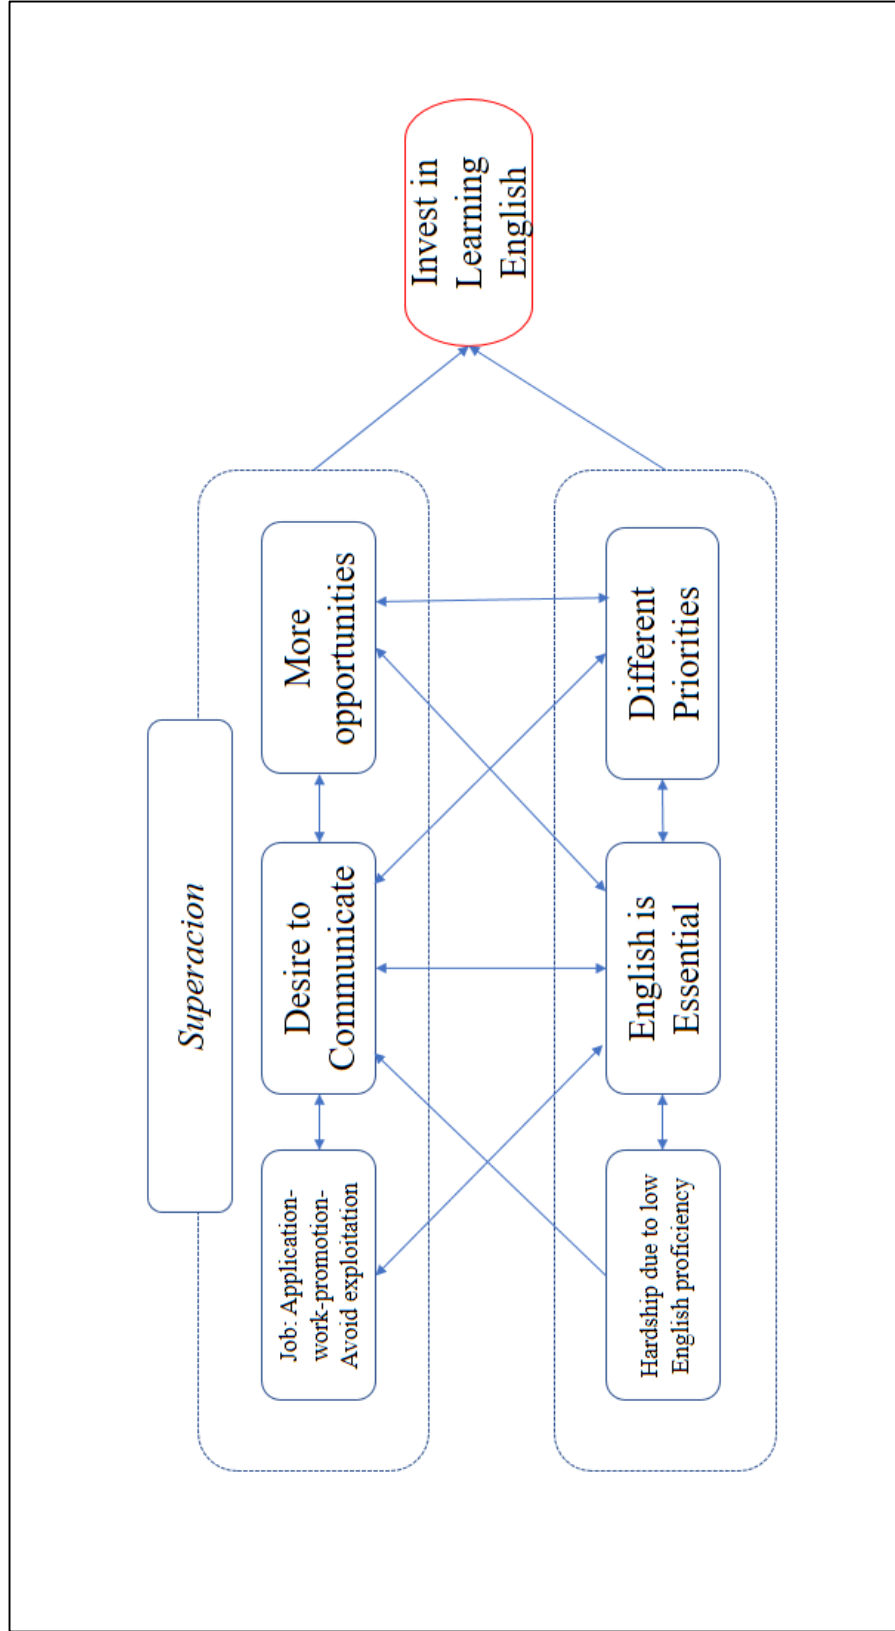 Superacion
Job: Application-
work-promotion-
Avoid exploitation
Desire to
Communicate
More
opportunities
Hardship due to low
English proficiency
English is
Essential
Different
Priorities
Invest in
Learning
English